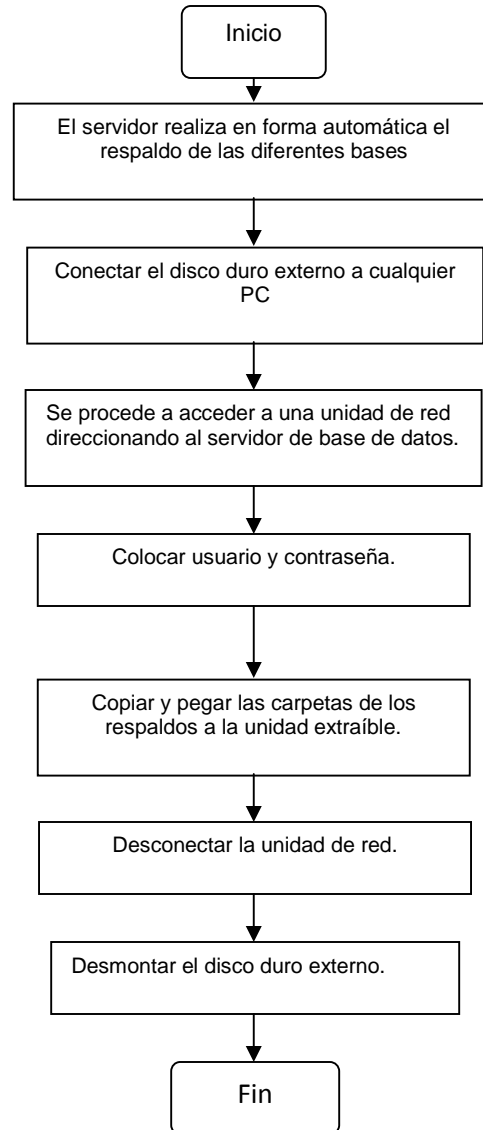 Inicio
El servidor realiza en forma automática el
respaldo de las diferentes bases
Conectar el disco duro externo a cualquier
PC
Se procede a acceder a una unidad de red
direccionando al servidor de base de datos.
Colocar usuario y contraseña.
Copiar y pegar las carpetas de los
respaldos a la unidad extraíble.
Desconectar la unidad de red.
Desmontar el disco duro externo.
Fin